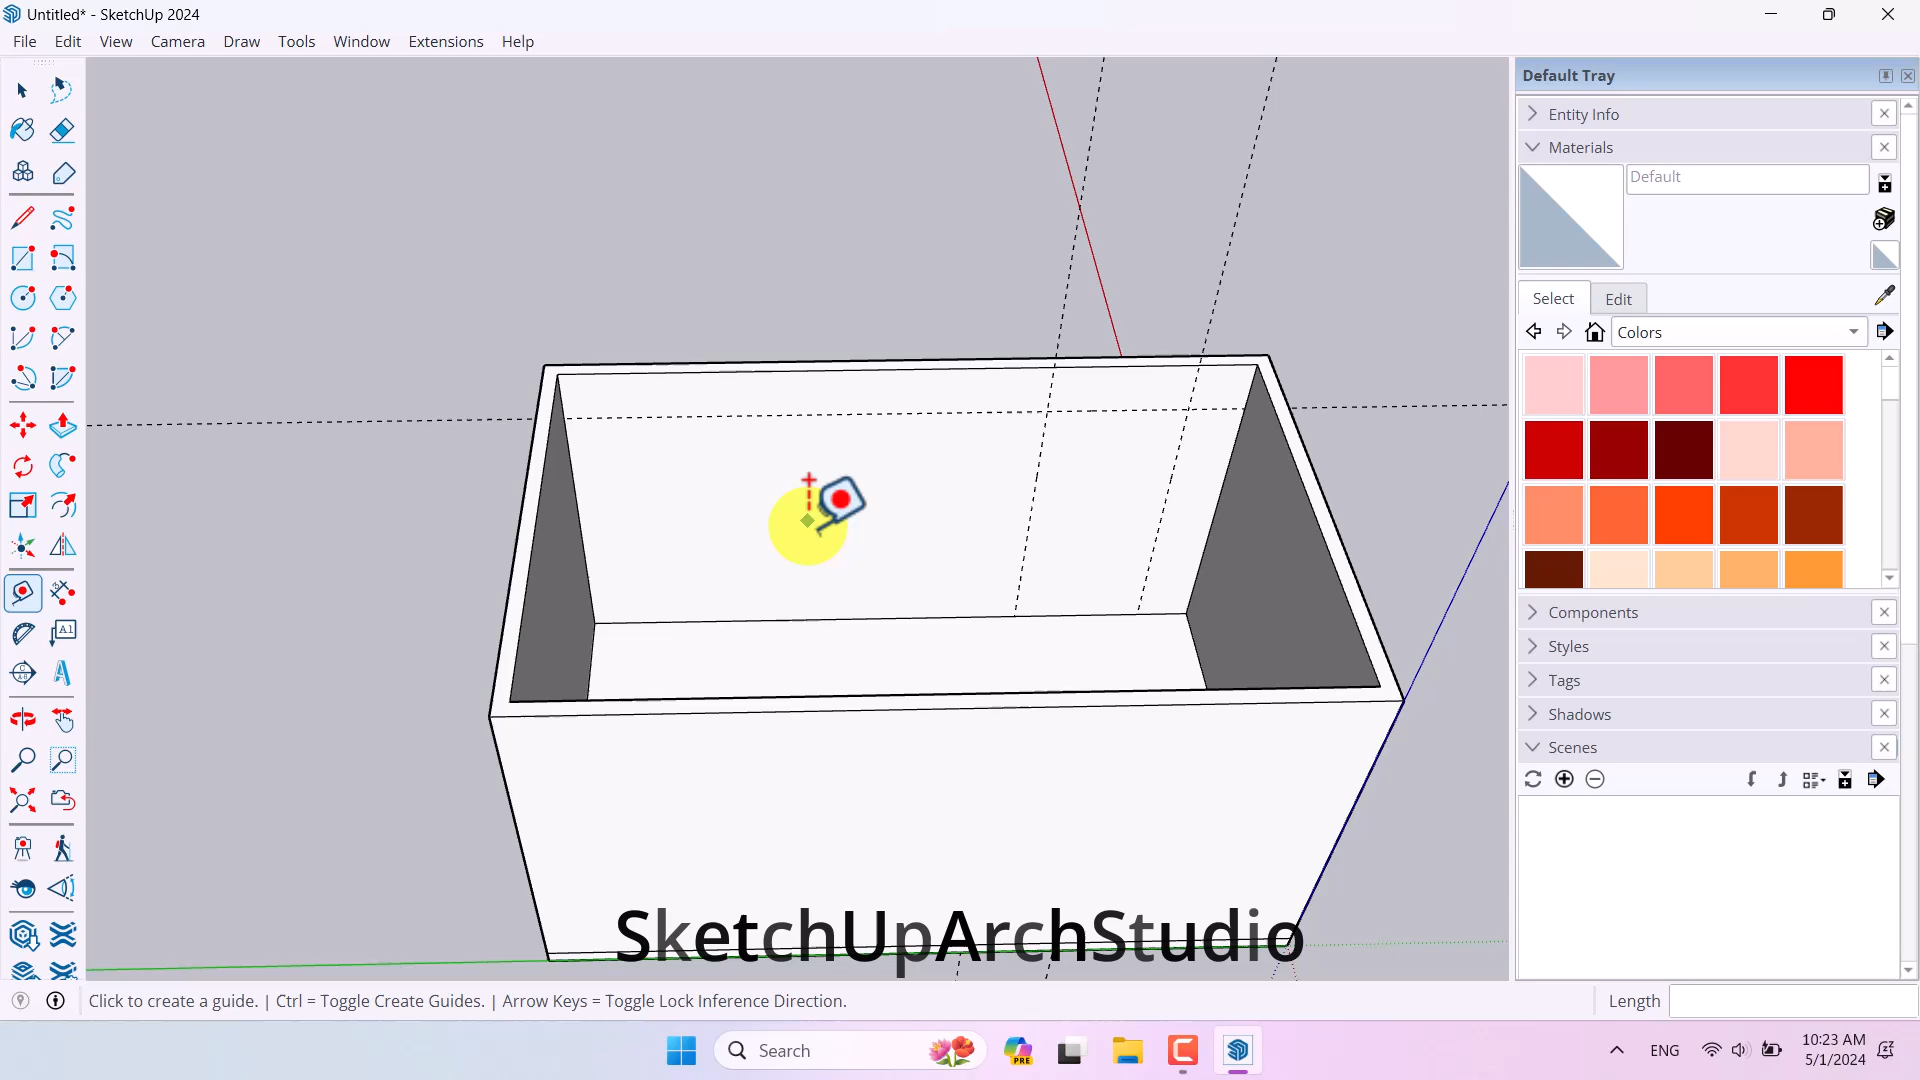 Untitled* - SketchUp 2024
File Edit View Camera Draw Tools Window Extensions Help
Default Tray
Entity Info
Materials
Default
Select Edit
Colors
Components
Styles
Tags
Shadows
Scenes
SketchUpArchStudio
Click to create a guide. | Ctrl = Toggle Create Guides. | Arrow Keys = Toggle Lock Inference Direction.
Length
Search
PRE
ENG
10:23 AM
5/1/2024